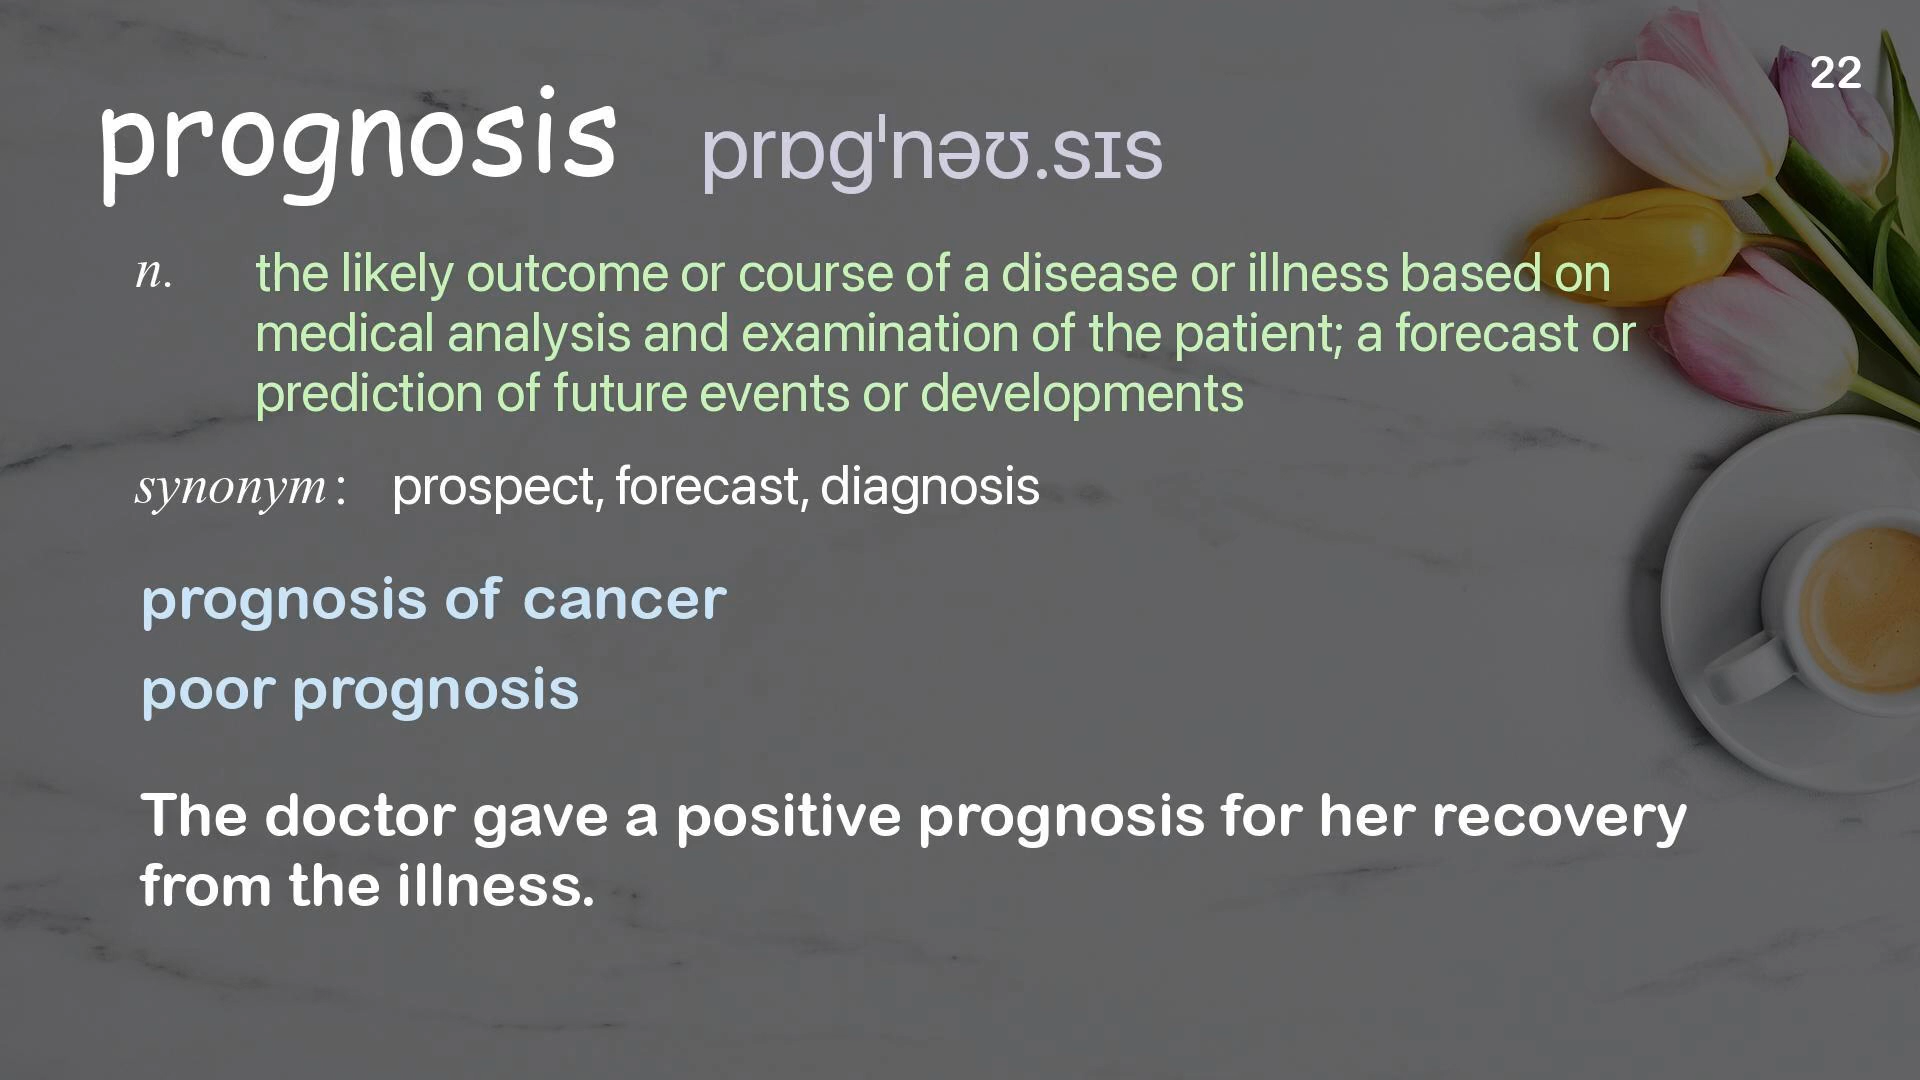 22
prognosis prɒgˈnəʊ.sɪs
n. the likely outcome or course of a disease or illness based on
medical analysis and examination of the patient; a forecast or
prediction of future events or developments
synonym: prospect, forecast, diagnosis
prognosis of cancer
poor prognosis
The doctor gave a positive prognosis for her recovery
from the illness.